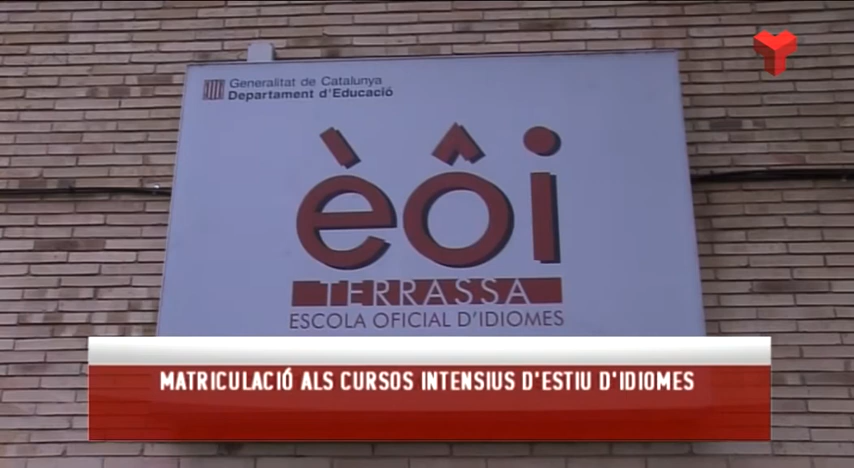 Generalitat de Catalunya
Departament d'Educació
èôi
TERRASSA
ESCOLA OFICIAL D'IDIOMES
MATRICULACIÓ ALS CURSOS INTENSIUS D'ESTIU D'IDIOMES